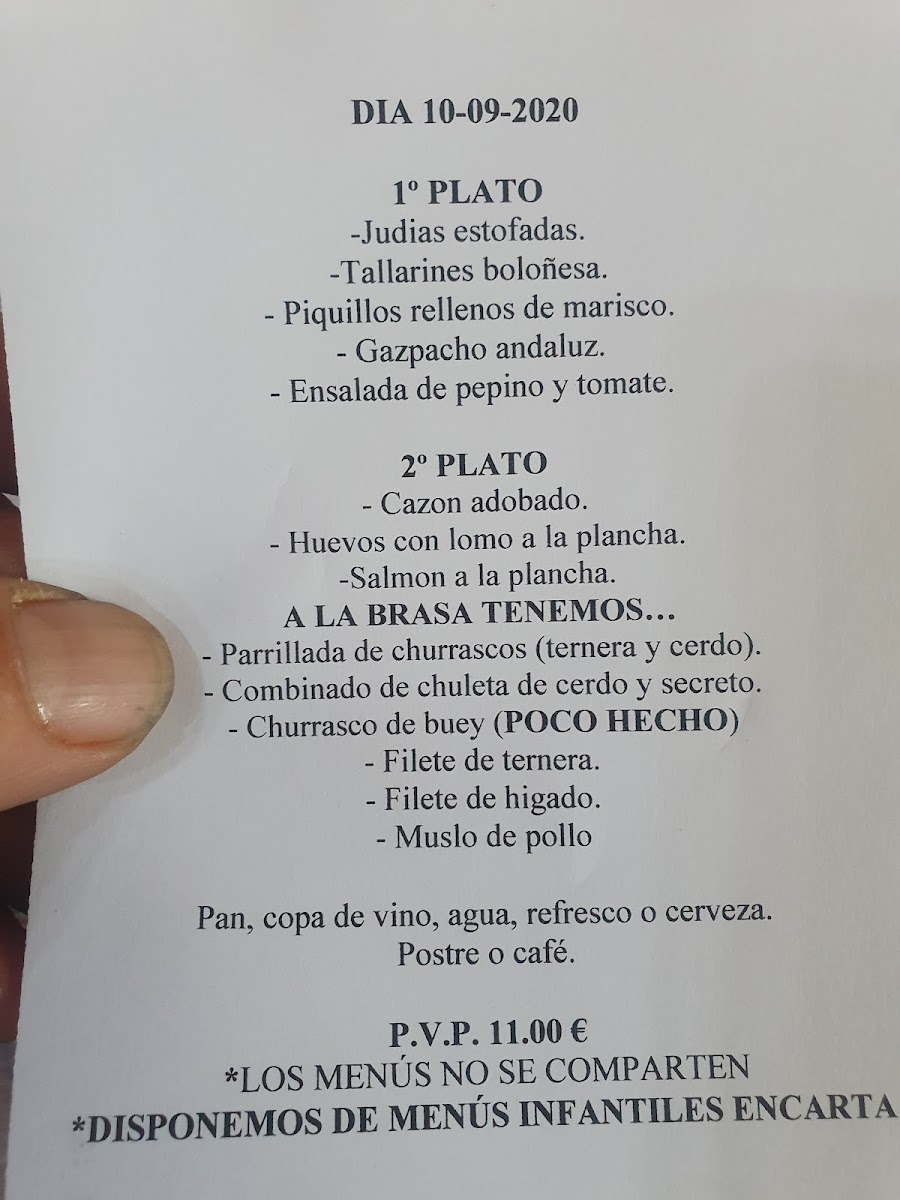 DIA 10-09-2020
1º PLATO
-Judias estofadas.
-Tallarines boloñesa.
- Piquillos rellenos de marisco.
- Gazpacho andaluz.
- Ensalada de pepino y tomate.
2º PLATO
- Cazon adobado.
- Huevos con lomo a la plancha.
-Salmon a la plancha.
A LA BRASA TENEMOS...
- Parrillada de churrascos (ternera y cerdo).
- Combinado de chuleta de cerdo y secreto.
- Churrasco de buey (POCO HECHO)
- Filete de ternera.
- Filete de higado.
- Muslo de pollo
Pan, copa de vino, agua, refresco o cerveza.
Postre o café.
P.V.P. 11.00 €
*LOS MENÚS NO SE COMPARTEN
*DISPONEMOS DE MENÚS INFANTILES ENCARTA